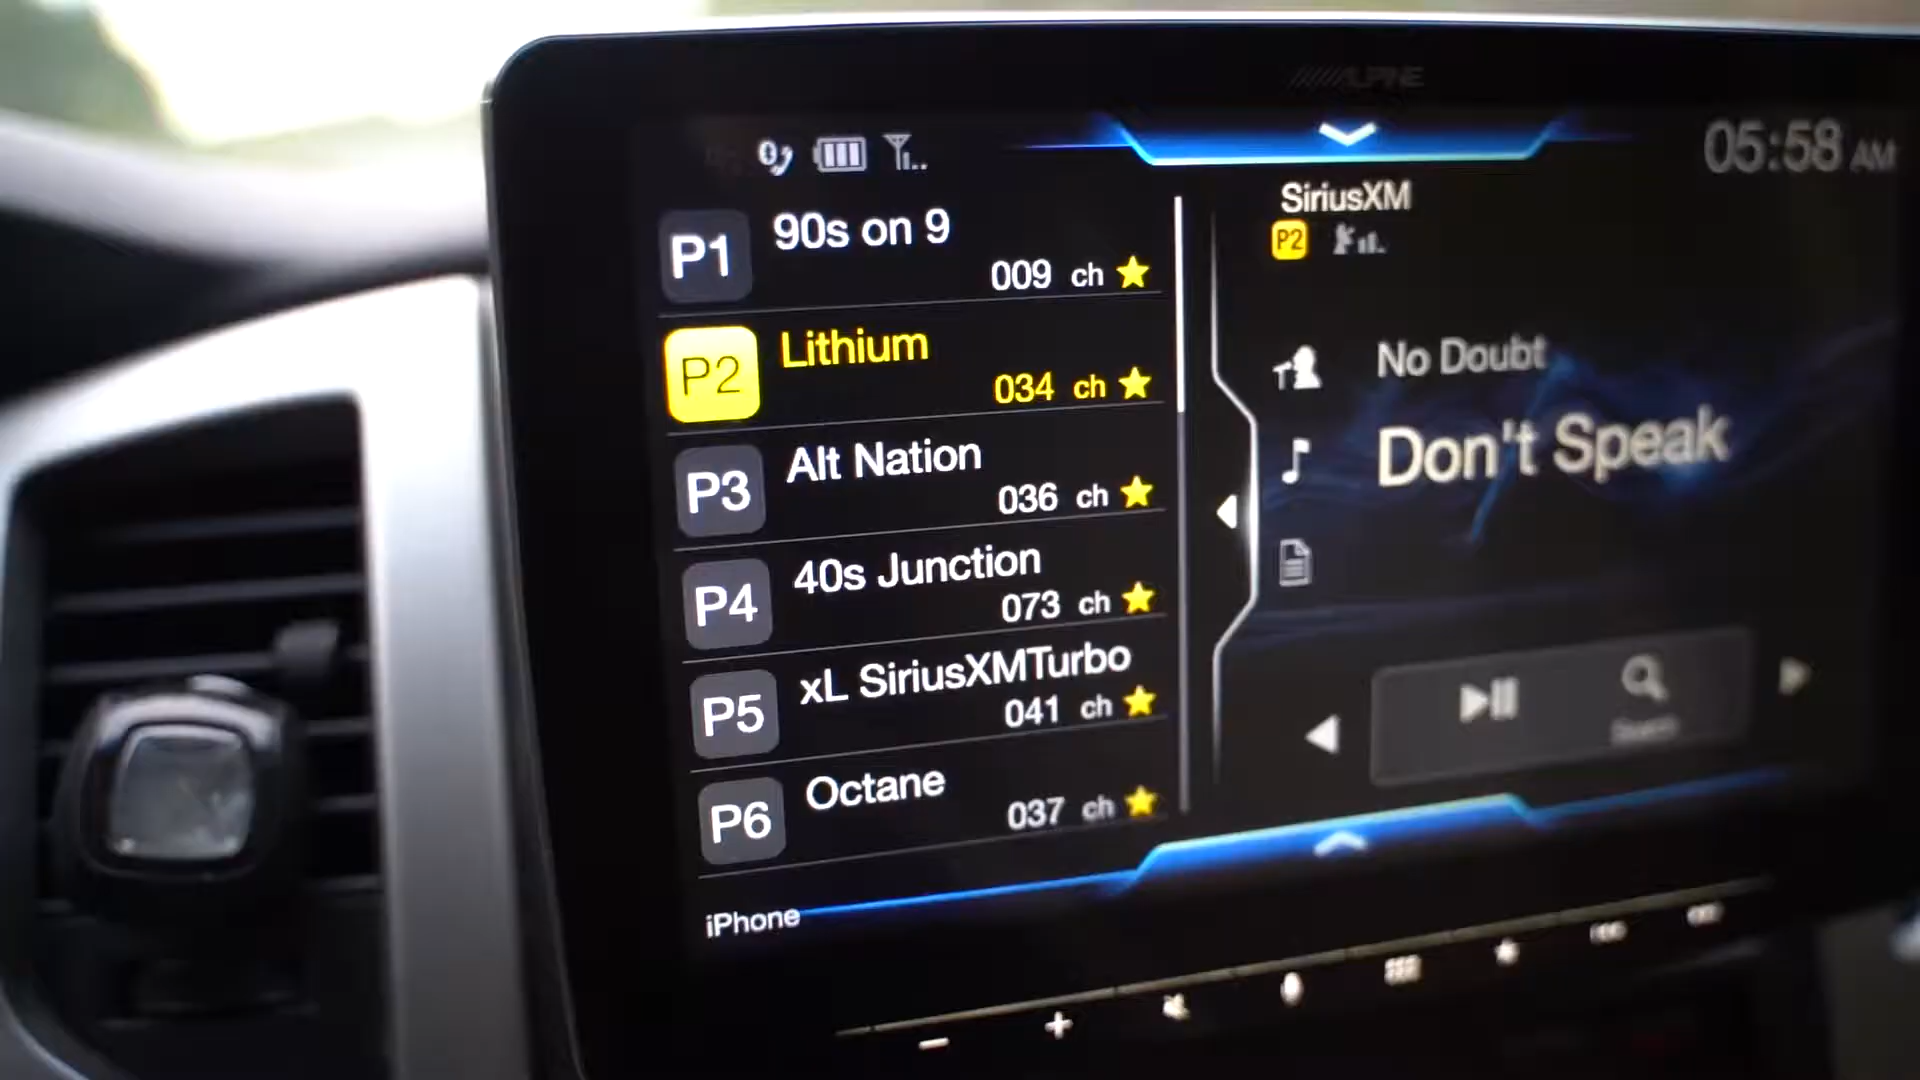 ALPINE
05:58 AM
P1 90s on 9
009 ch
P2 Lithium
034 ch
P3 Alt Nation
036 ch
P4 40s Junction
073 ch
P5 xL SiriusXMTurbo
041 ch
P6 Octane
037 ch
iPhone
SiriusXM
P2
No Doubt
Don't Speak
Search